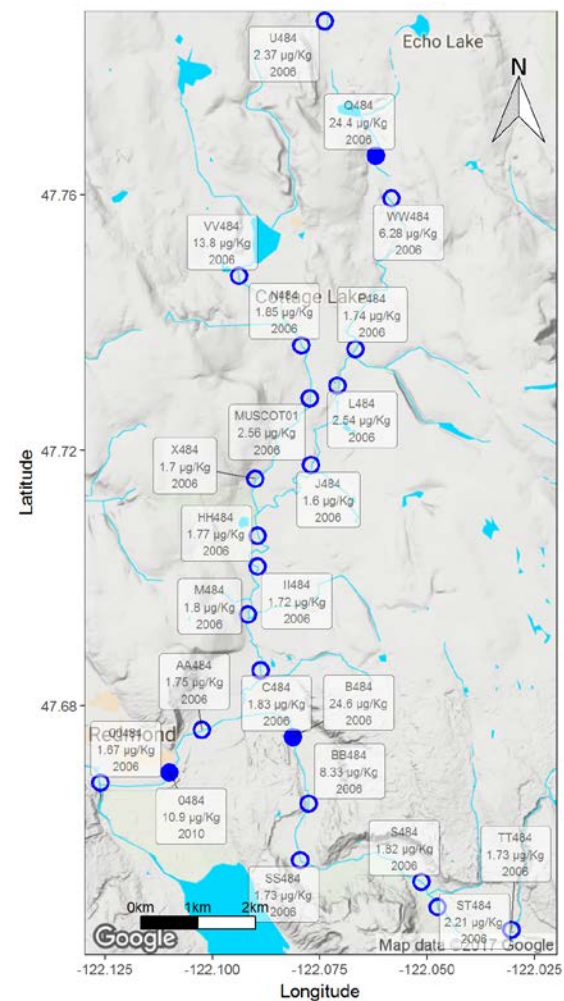 U484
2.37 µg/Kg
2006
Echo Lake
N
Q484
24.4 µg/Kg
2006
47.76
WW484
6.28 µg/Kg
2006
VV484
13.8 µg/Kg
2006
Cottage Lake
N484
1.85 µg/Kg
2006
P484
1.74 µg/Kg
2006
L484
2.54 µg/Kg
2006
MUSCOT01
2.56 µg/Kg
2006
47.72
X484
1.7 µg/Kg
2006
J484
1.6 µg/Kg
2006
Latitude
HH484
1.77 µg/Kg
2006
II484
1.72 µg/Kg
2006
M484
1.8 µg/Kg
2006
AA484
1.75 µg/Kg
2006
C484
1.83 µg/Kg
2006
B484
24.6 µg/Kg
2006
47.68
Redmond
1.67 µg/Kg
2006
BB484
8.33 µg/Kg
2006
0484
10.9 µg/Kg
2010
S484
1.82 µg/Kg
2006
TT484
1.73 µg/Kg
2006
SS484
1.73 µg/Kg
2006
ST484
2.21 µg/Kg
2006
0km 1km 2km
Google
Map data ©2017 Google
47.64
-122.125 -122.100 -122.075 -122.050 -122.025
Longitude